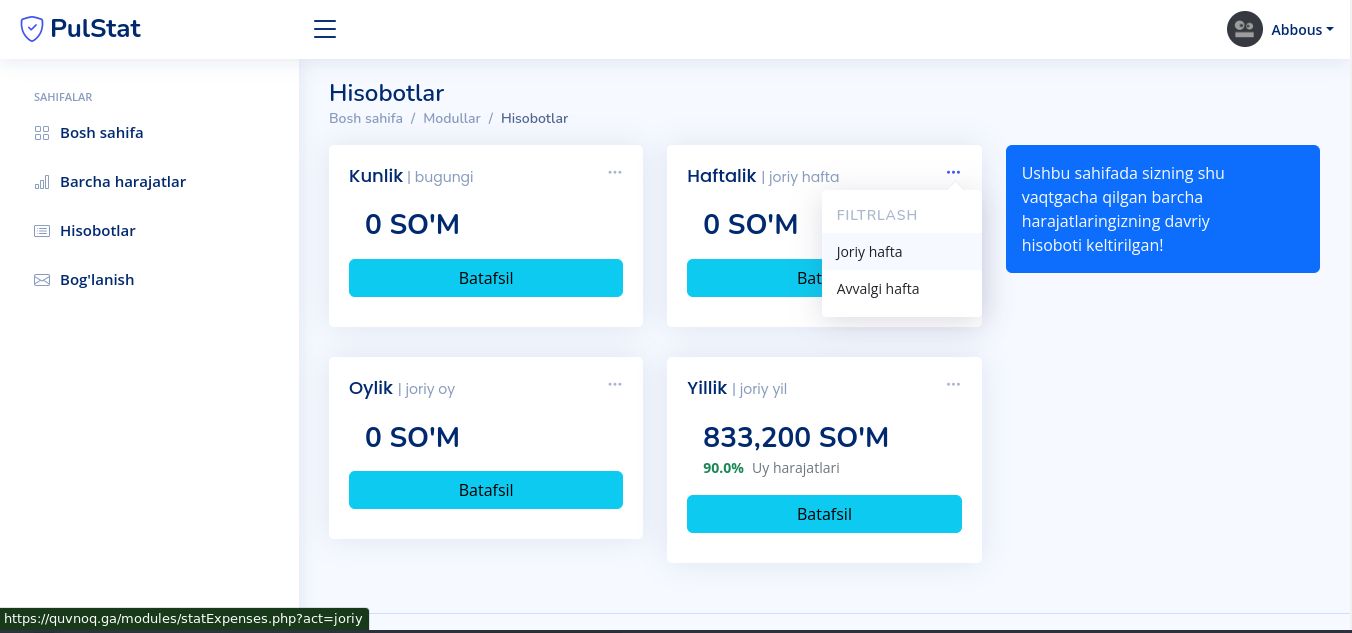 PulStat
Abbous
SAHIFALAR
Bosh sahifa
Barcha harajatlar
Hisobotlar
Bog'lanish
Hisobotlar
Bosh sahifa / Modullar / Hisobotlar
Kunlik | bugungi
0 SO'M
Batafsil
Haftalik | joriy hafta
0 SO'M
Bat
FILTRLASH
Joriy hafta
Avvalgi hafta
Ushbu sahifada sizning shu
vaqtgacha qilgan barcha
harajatlaringizning davriy
hisoboti keltirilgan!
Oylik | joriy oy
0 SO'M
Batafsil
Yillik | joriy yil
833,200 SO'M
90.0% Uy harajatlari
Batafsil
https://quvnoq.ga/modules/statExpenses.php?act=joriy